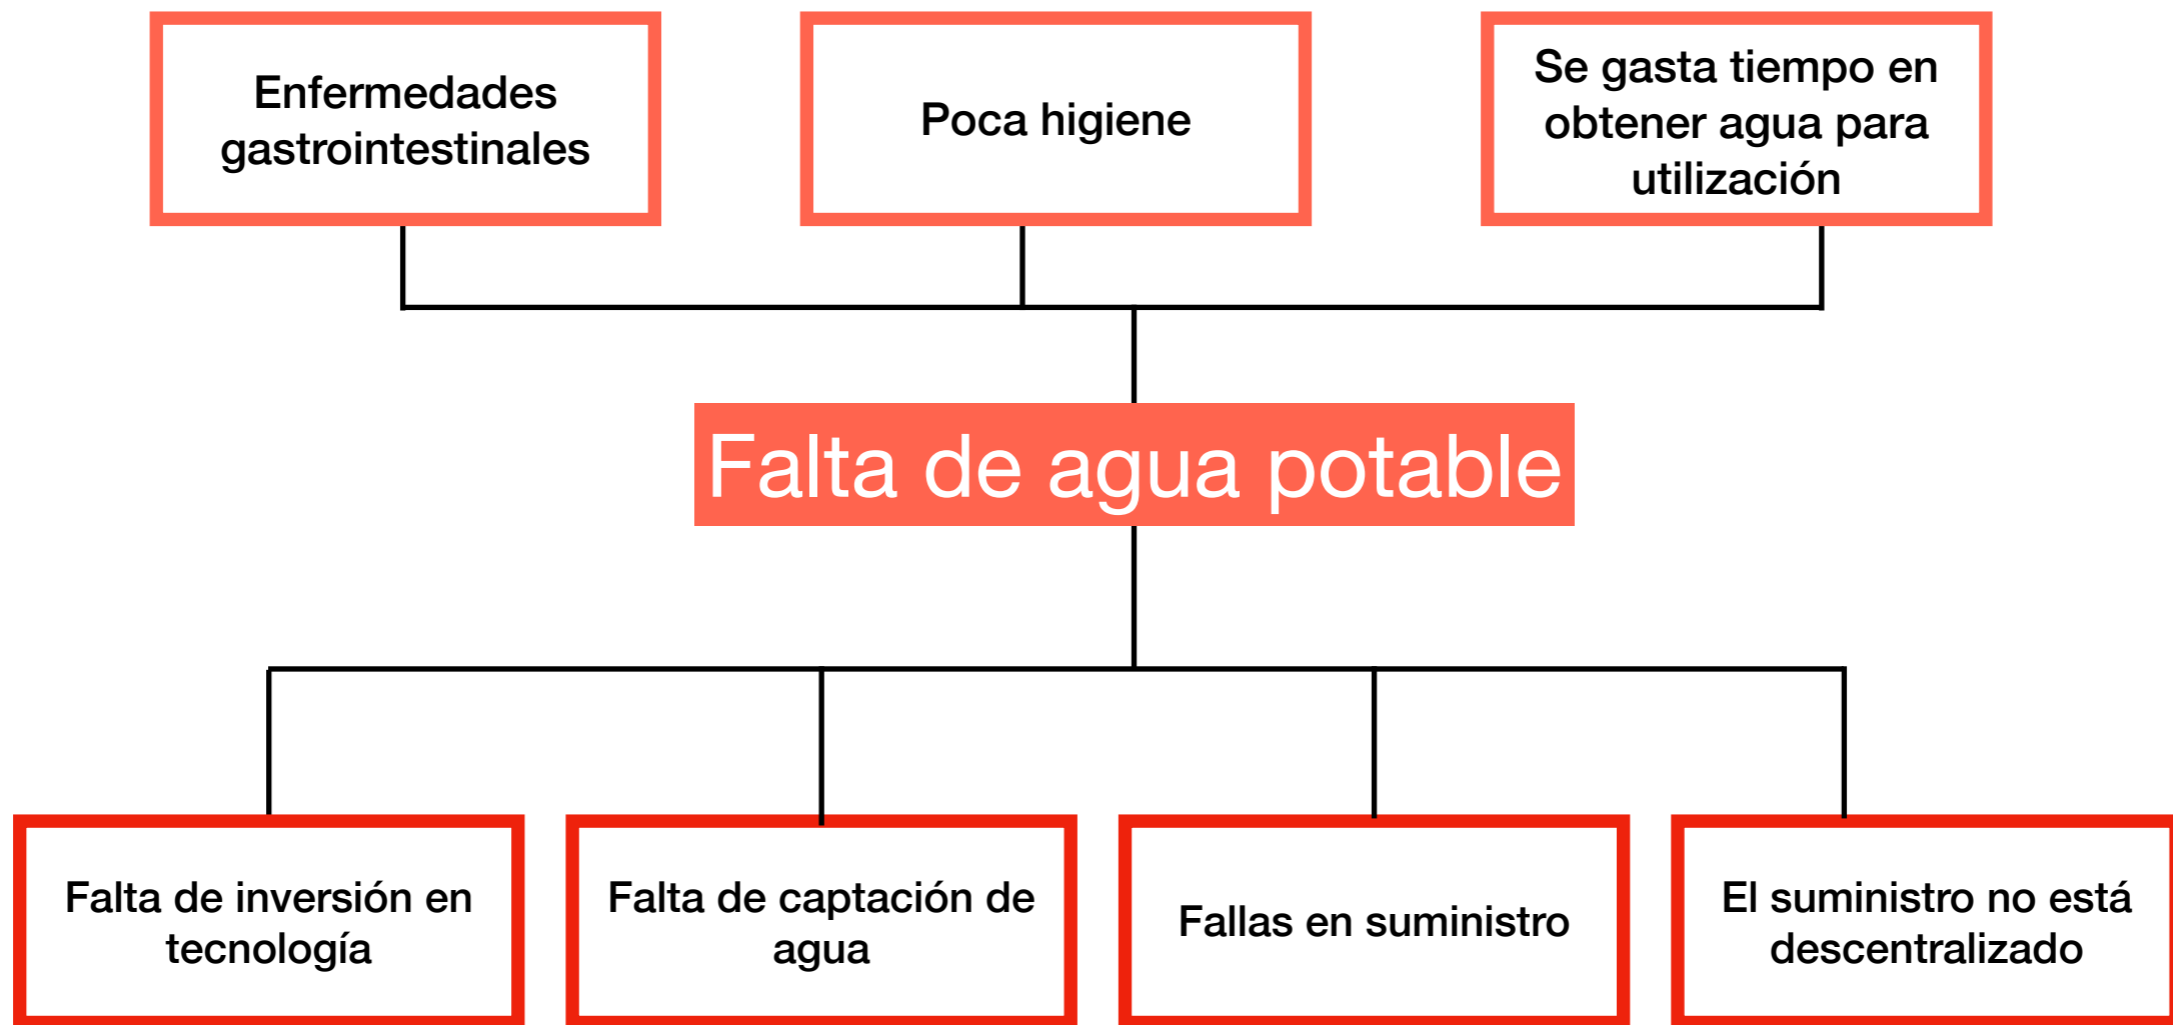 Enfermedades
gastrointestinales
Poca higiene
Se gasta tiempo en
obtener agua para
utilización
Falta de agua potable
Falta de inversión en
tecnología
Falta de captación de
agua
Fallas en suministro
El suministro no está
descentralizado